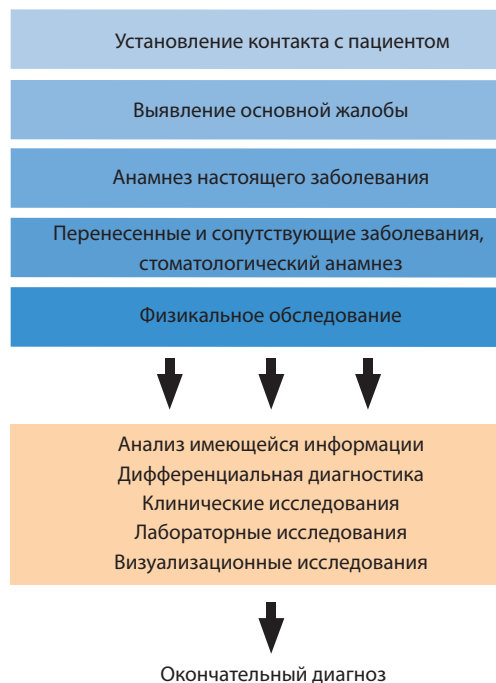 Установление контакта с пациентом
Выявление основной жалобы
Анамнез настоящего заболевания
Перенесенные и сопутствующие заболевания,
стоматологический анамнез
Физикальное обследование
Анализ имеющейся информации
Дифференциальная диагностика
Клинические исследования
Лабораторные исследования
Визуализационные исследования
Окончательный диагноз